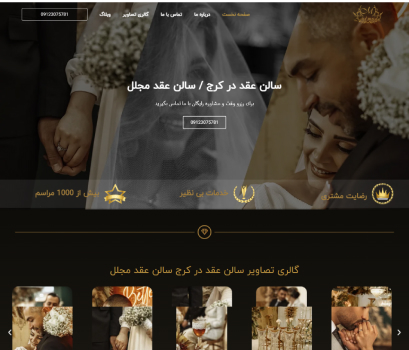 صفحه نخست درباره ما تماس با ما گالری تصاویر وبلاگ 09123075781
سالن عقد در کرج / سالن عقد مجلل
برای رزرو وقت و مشاوره رایگان با ما تماس بگیرید
09123075781
رضایت مشتری خدمات بی نظیر بیش از 1000 مراسم
گالری تصاویر سالن عقد در کرج سالن عقد مجلل